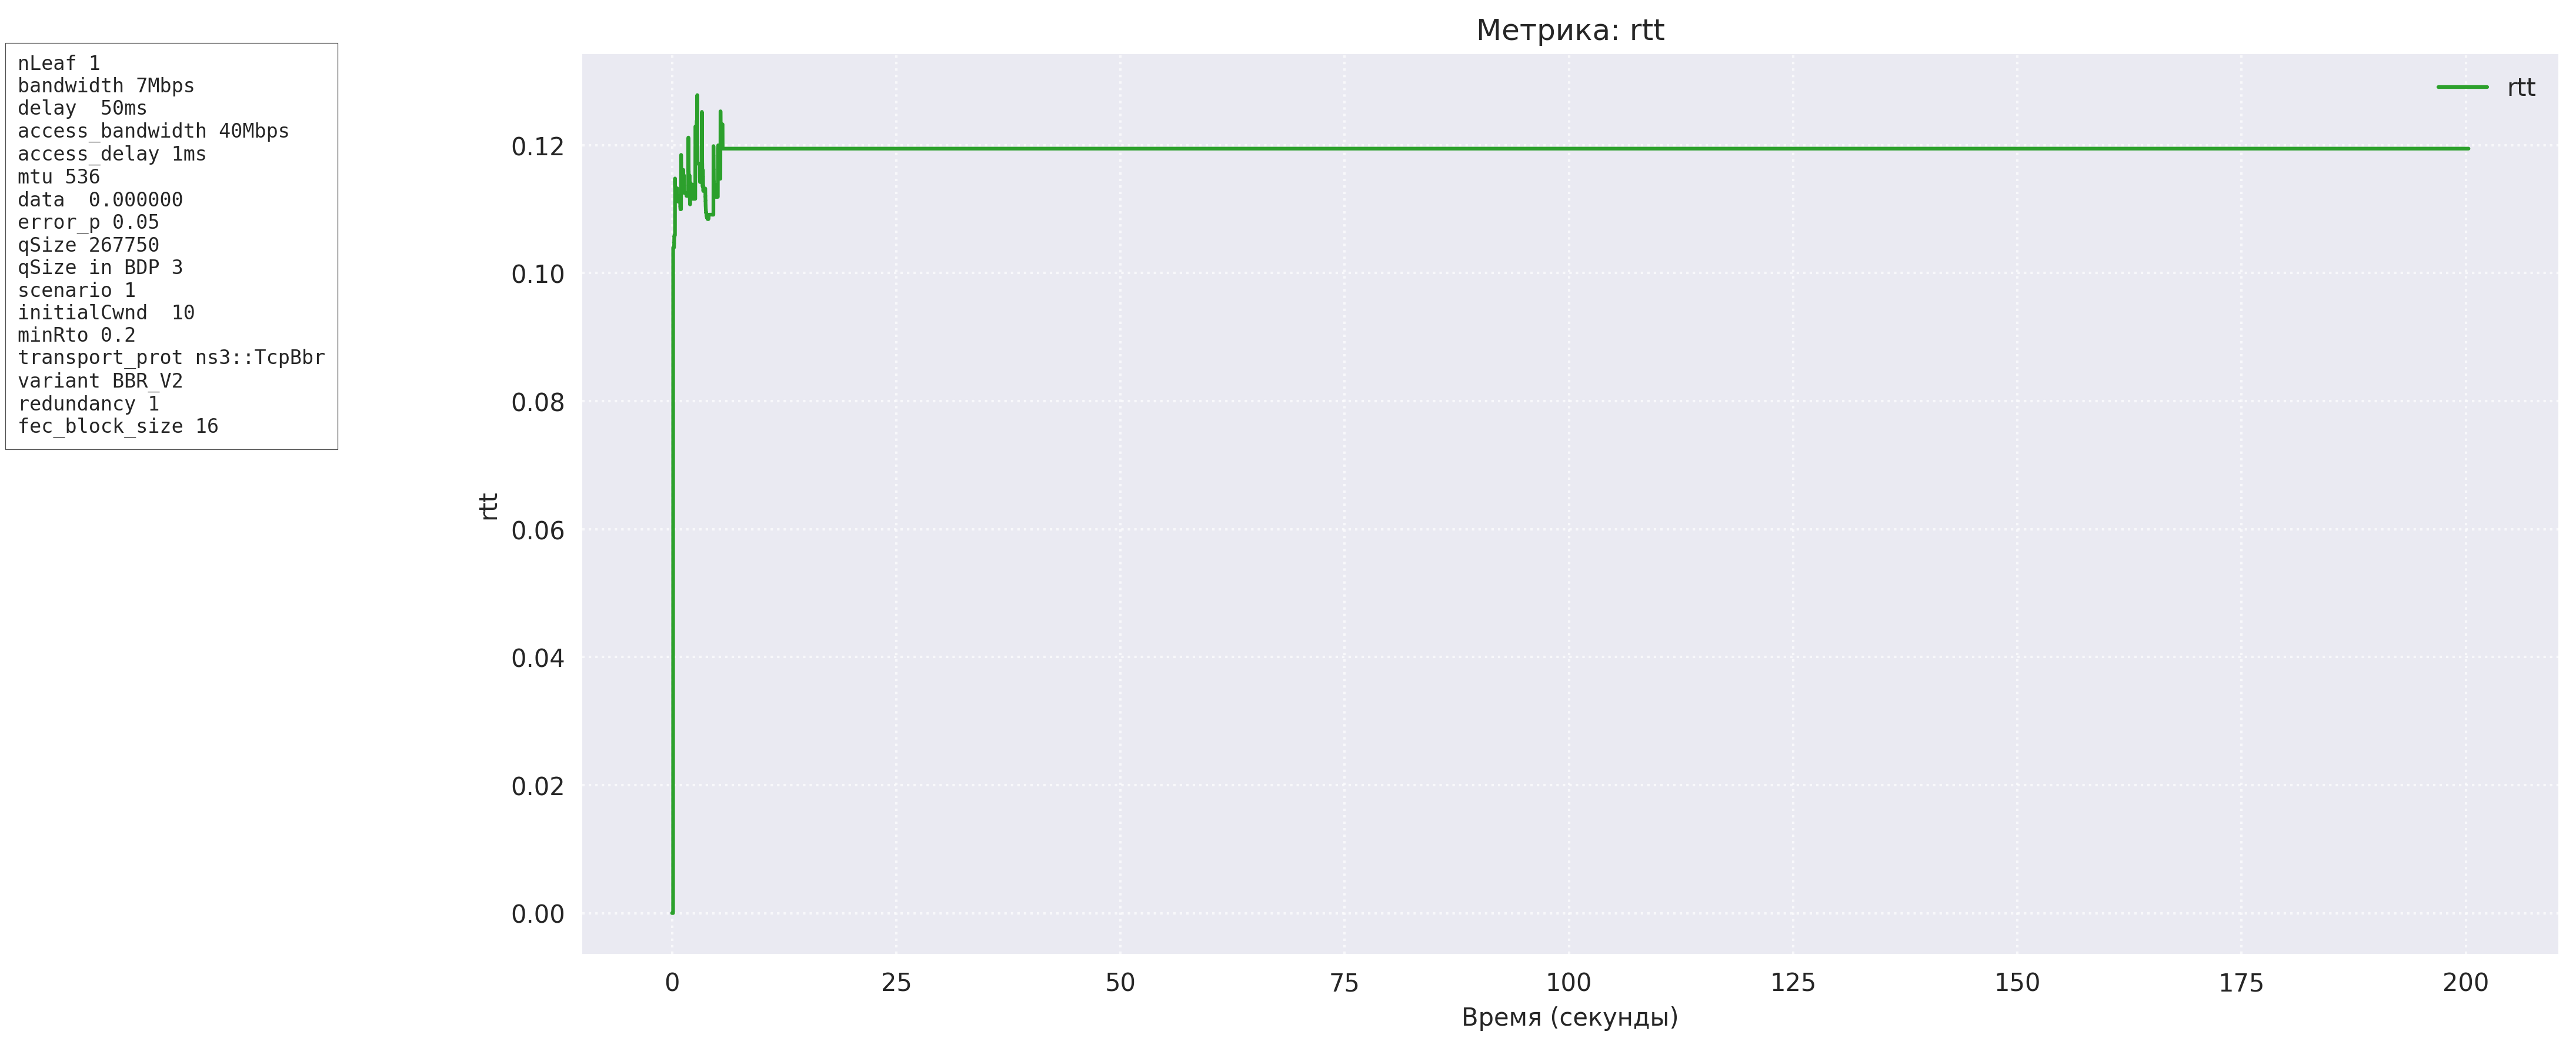 Метрика: rtt
nLeaf 1
bandwidth 7Mbps
delay  50ms
access_bandwidth 40Mbps
access_delay 1ms
mtu 536
data  0.000000
error_p 0.05
qSize 267750
qSize in BDP 3
scenario 1
initialCwnd  10
minRto 0.2
transport_prot ns3::TcpBbr
variant BBR_V2
redundancy 1
fec_block_size 16
rtt
rtt
0.12
0.10
0.08
0.06
0.04
0.02
0.00
0 25 50 75 100 125 150 175 200
Время (секунды)